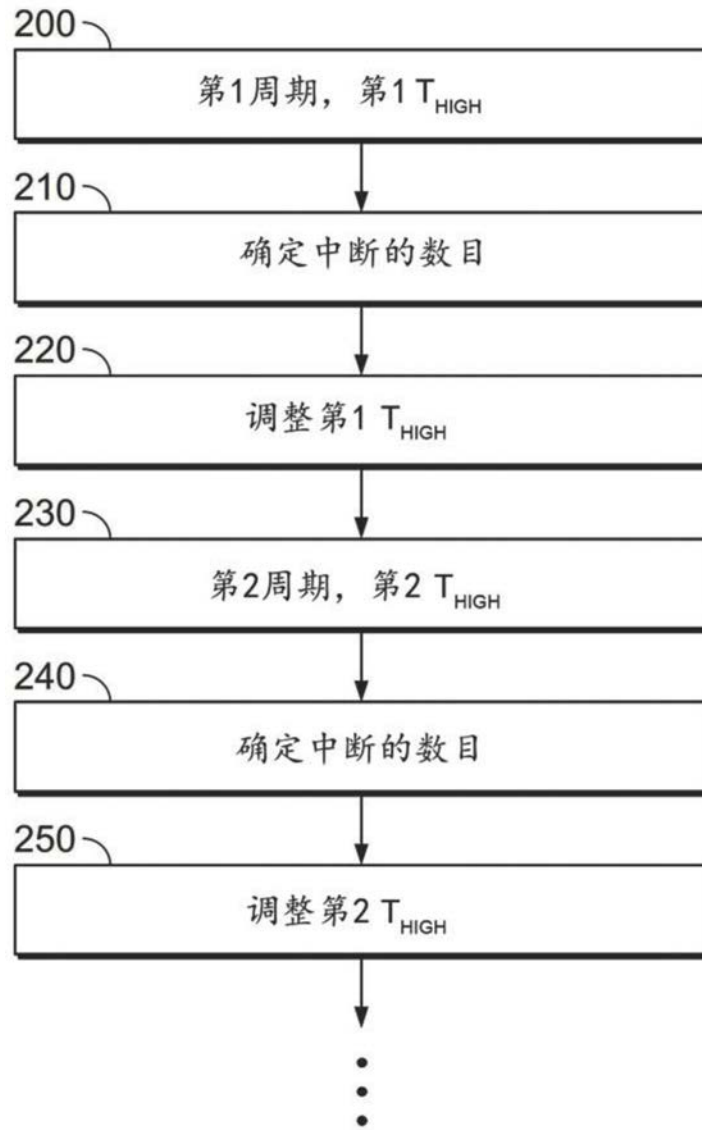 200
第1周期，第1 THIGH
210
确定中断的数目
220
调整第1 THIGH
230
第2周期，第2 THIGH
240
确定中断的数目
250
调整第2 THIGH